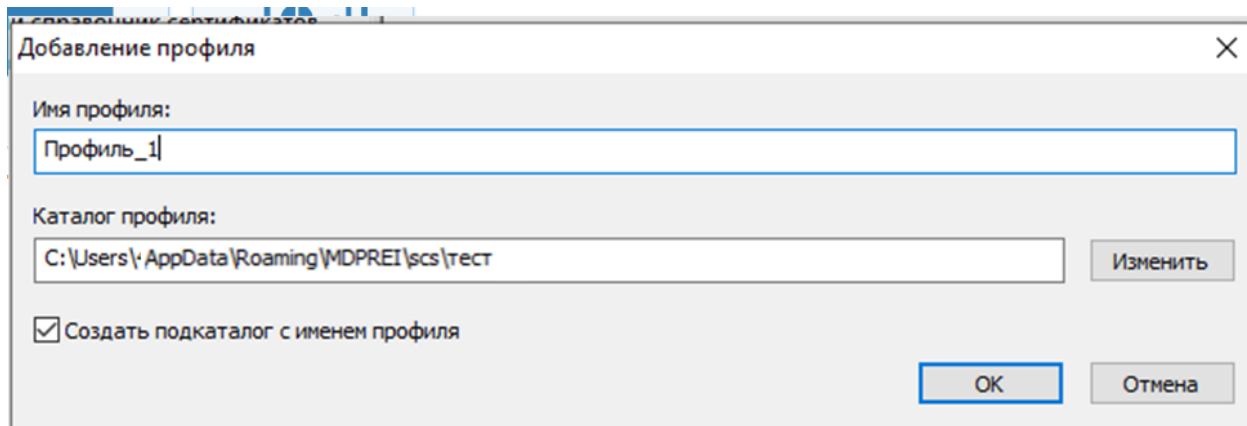 и справочник сертификатов
Добавление профиля
Имя профиля:
Профиль_1
Каталог профиля:
C:\Users\AppData\Roaming\MDPREI\scs\тест
Изменить
Создать подкаталог с именем профиля
OK
Отмена